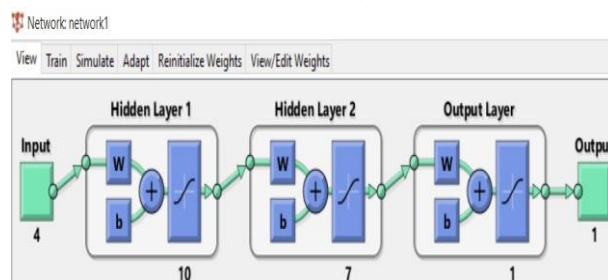 Network: network1
View Train Simulate Adapt Reinitialize Weights View/Edit Weights
Hidden Layer 1 Hidden Layer 2 Output Layer
Input Output
W W W
+ + +
b b b
4 10 7 1 1